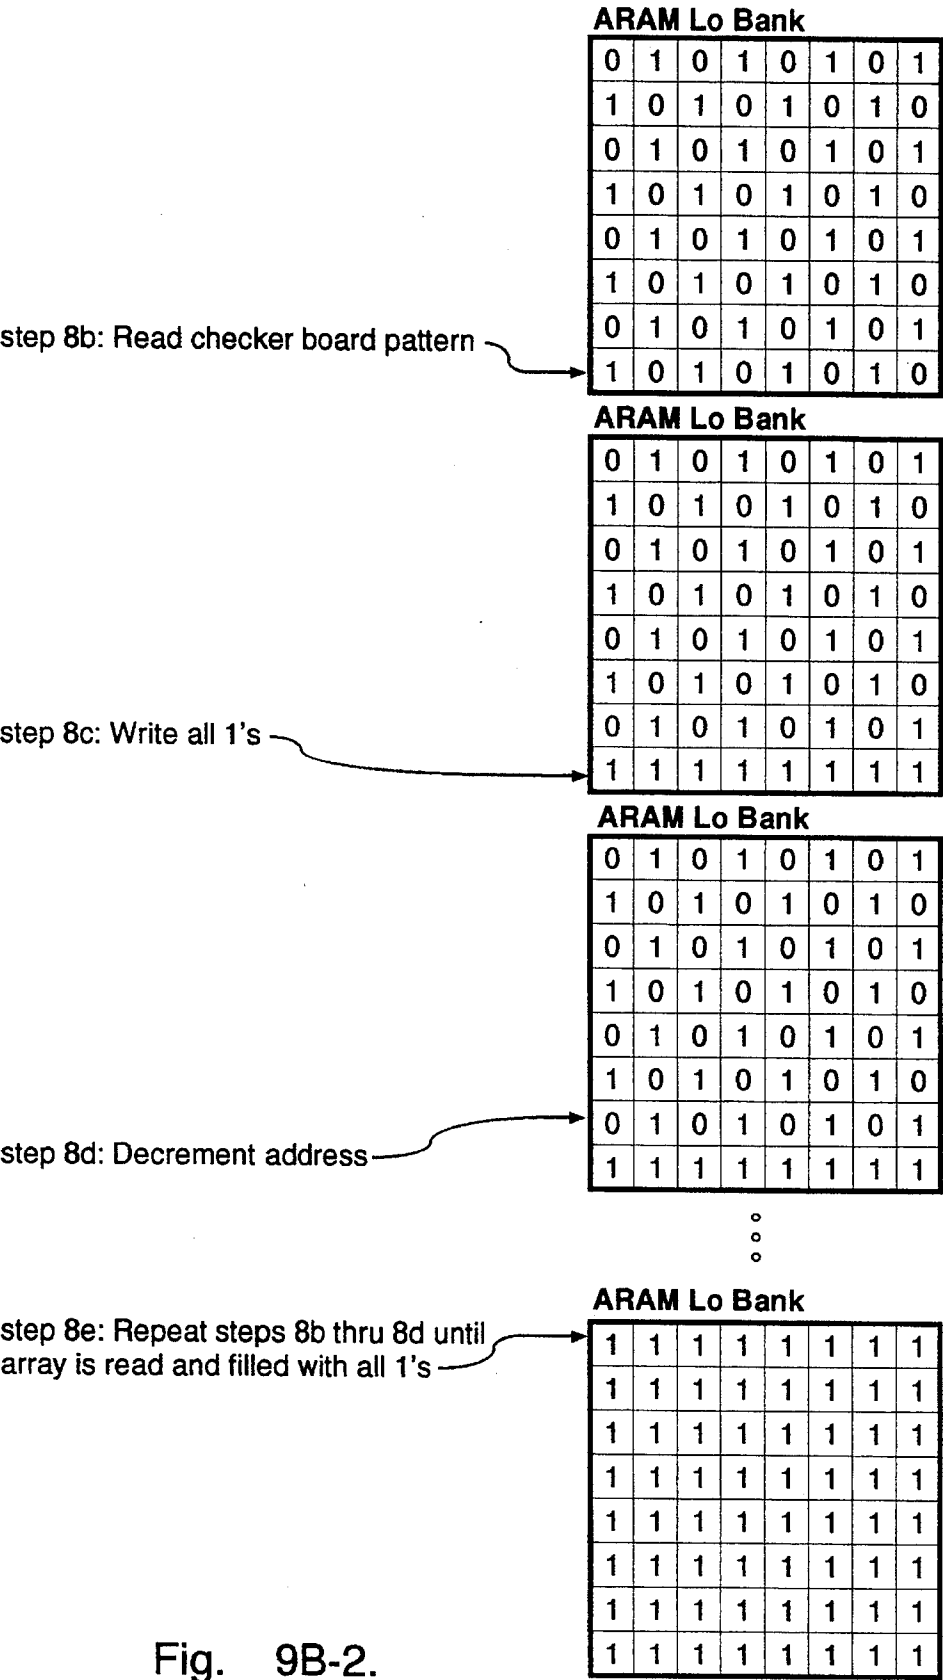 ARAM Lo Bank
0 1 0 1 0 1 0 1
1 0 1 0 1 0 1 0
0 1 0 1 0 1 0 1
1 0 1 0 1 0 1 0
0 1 0 1 0 1 0 1
1 0 1 0 1 0 1 0
0 1 0 1 0 1 0 1
step 8b: Read checker board pattern
1 0 1 0 1 0 1 0
ARAM Lo Bank
0 1 0 1 0 1 0 1
1 0 1 0 1 0 1 0
0 1 0 1 0 1 0 1
1 0 1 0 1 0 1 0
0 1 0 1 0 1 0 1
1 0 1 0 1 0 1 0
0 1 0 1 0 1 0 1
step 8c: Write all 1's
1 1 1 1 1 1 1 1
ARAM Lo Bank
0 1 0 1 0 1 0 1
1 0 1 0 1 0 1 0
0 1 0 1 0 1 0 1
1 0 1 0 1 0 1 0
0 1 0 1 0 1 0 1
1 0 1 0 1 0 1 0
0 1 0 1 0 1 0 1
step 8d: Decrement address
1 1 1 1 1 1 1 1
ARAM Lo Bank
step 8e: Repeat steps 8b thru 8d until
array is read and filled with all 1's
1 1 1 1 1 1 1 1
1 1 1 1 1 1 1 1
1 1 1 1 1 1 1 1
1 1 1 1 1 1 1 1
1 1 1 1 1 1 1 1
1 1 1 1 1 1 1 1
1 1 1 1 1 1 1 1
1 1 1 1 1 1 1 1
Fig. 9B-2.